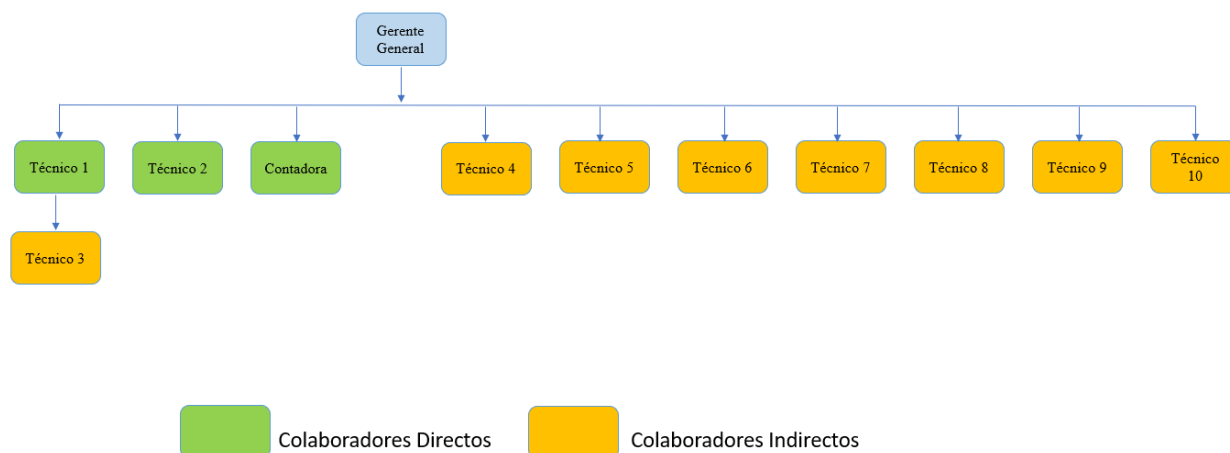 Gerente
General
Técnico 1
Técnico 2
Contadora
Técnico 4
Técnico 5
Técnico 6
Técnico 7
Técnico 8
Técnico 9
Técnico
10
Técnico 3
Colaboradores Directos
Colaboradores Indirectos